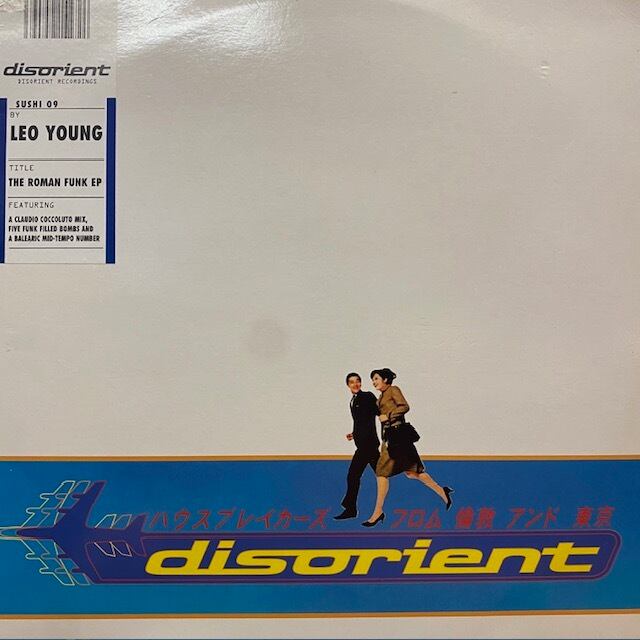 disorient
DISORIENT RECORDINGS
SUSHI 09
BY
LEO YOUNG
TITLE
THE ROMAN FUNK EP
FEATURING
A CLAUDIO COCCOLUTO MIX,
FIVE FUNK FILLED BOMBS AND
A BALEARIC MID-TEMPO NUMBER
ハウスブレイカーズ フロム 倫敦 アンド 東京
disorient